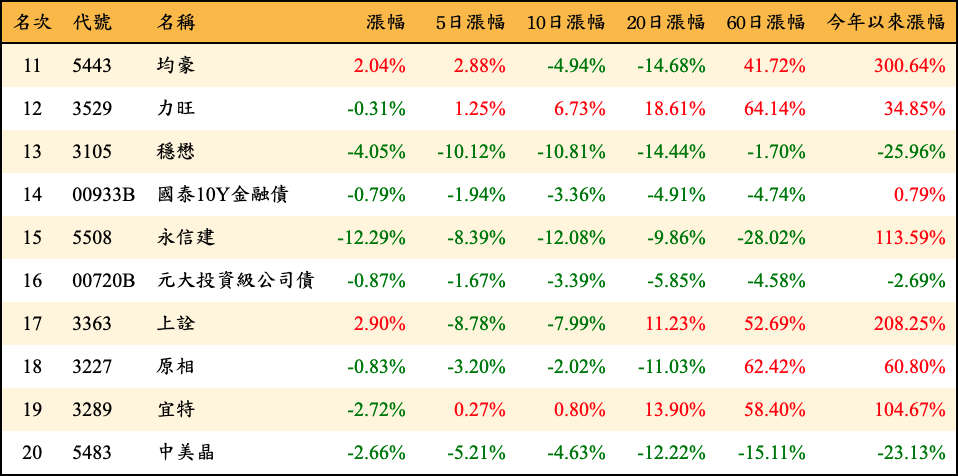 名次 代號 名稱 漲幅 5日漲幅 10日漲幅 20日漲幅 60日漲幅 今年以來漲幅
11 5443 均豪 2.04% 2.88% -4.94% -14.68% 41.72% 300.64%
12 3529 力旺 -0.31% 1.25% 6.73% 18.61% 64.14% 34.85%
13 3105 穩懋 -4.05% -10.12% -10.81% -14.44% -1.70% -25.96%
14 00933B 國泰10Y金融債 -0.79% -1.94% -3.36% -4.91% -4.74% 0.79%
15 5508 永信建 -12.29% -8.39% -12.08% -9.86% -28.02% 113.59%
16 00720B 元大投資級公司債 -0.87% -1.67% -3.39% -5.85% -4.58% -2.69%
17 3363 上詮 2.90% -8.78% -7.99% 11.23% 52.69% 208.25%
18 3227 原相 -0.83% -3.20% -2.02% -11.03% 62.42% 60.80%
19 3289 宜特 -2.72% 0.27% 0.80% 13.90% 58.40% 104.67%
20 5483 中美晶 -2.66% -5.21% -4.63% -12.22% -15.11% -23.13%